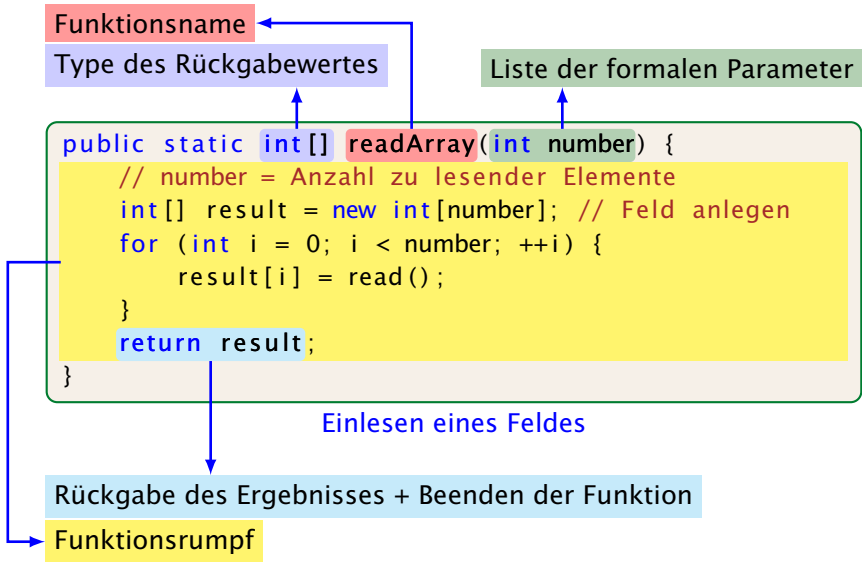 Funktionsname
Type des Rückgabewertes
Liste der formalen Parameter
public static int[] readArray(int number) {
// number = Anzahl zu lesender Elemente
int[] result = new int[number]; // Feld anlegen
for (int i = 0; i < number; ++i) {
result[i] = read();
}
return result;
}
Einlesen eines Feldes
Rückgabe des Ergebnisses + Beenden der Funktion
Funktionsrumpf